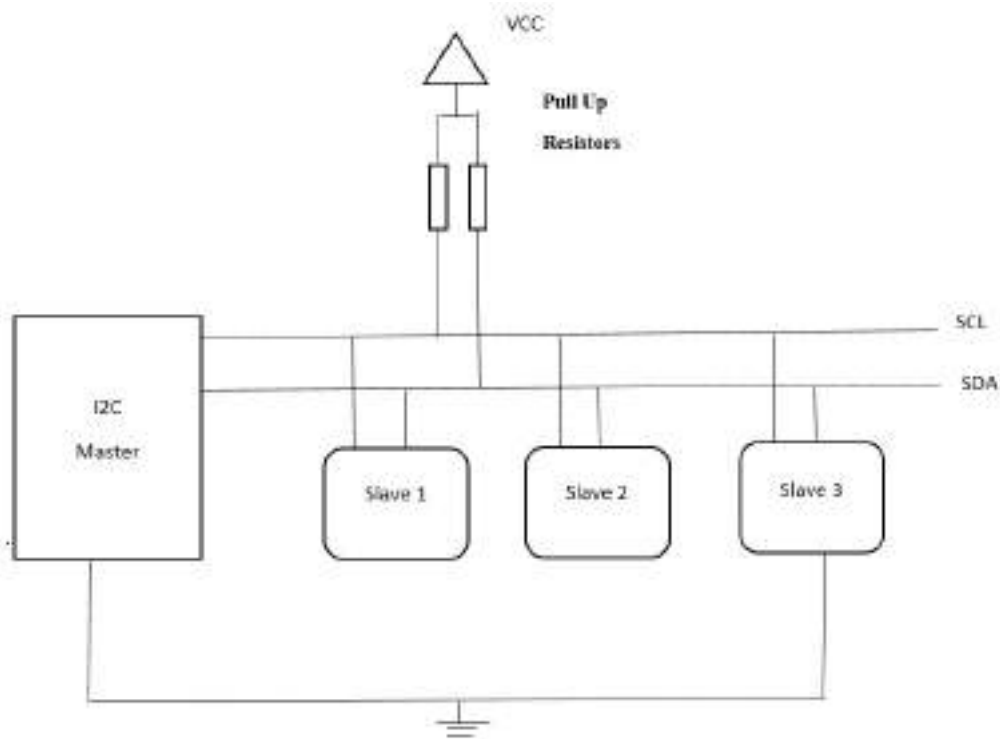 VCC
Pull Up
Resistors
SCL
SDA
I2C
Master
Slave 1
Slave 2
Slave 3